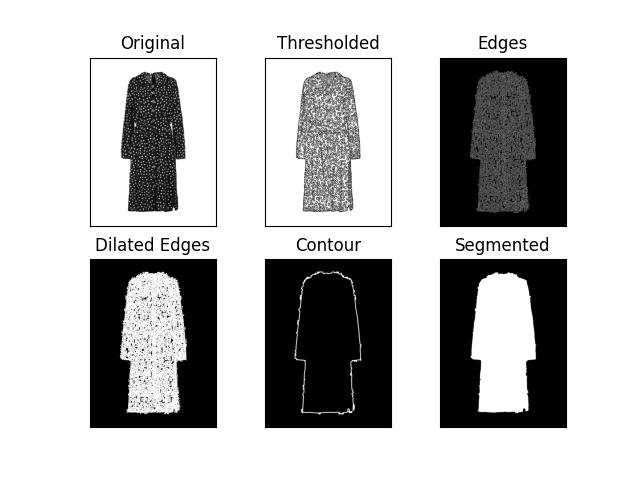 Original
Thresholded
Edges
Dilated Edges
Contour
Segmented